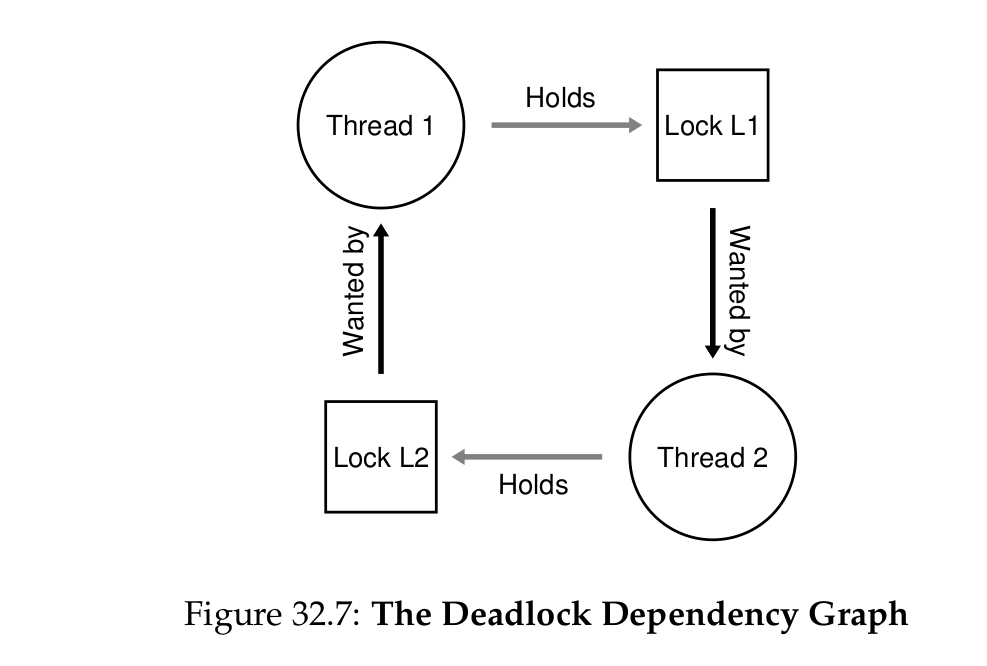 Thread 1
Holds
Lock L1
Wanted by
Wanted by
Lock L2
Holds
Thread 2
Figure 32.7: The Deadlock Dependency Graph